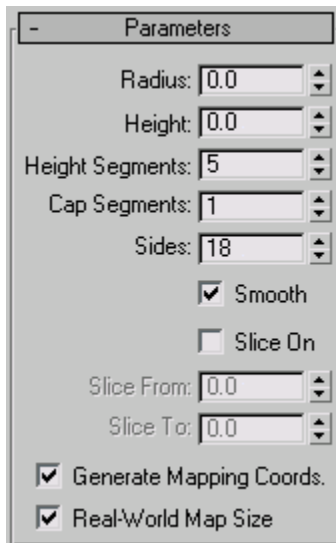 - Parameters
Radius: 0.0
Height: 0.0
Height Segments: 5
Cap Segments: 1
Sides: 18
Smooth
Slice On
Slice From: 0.0
Slice To: 0.0
Generate Mapping Coords.
Real-World Map Size